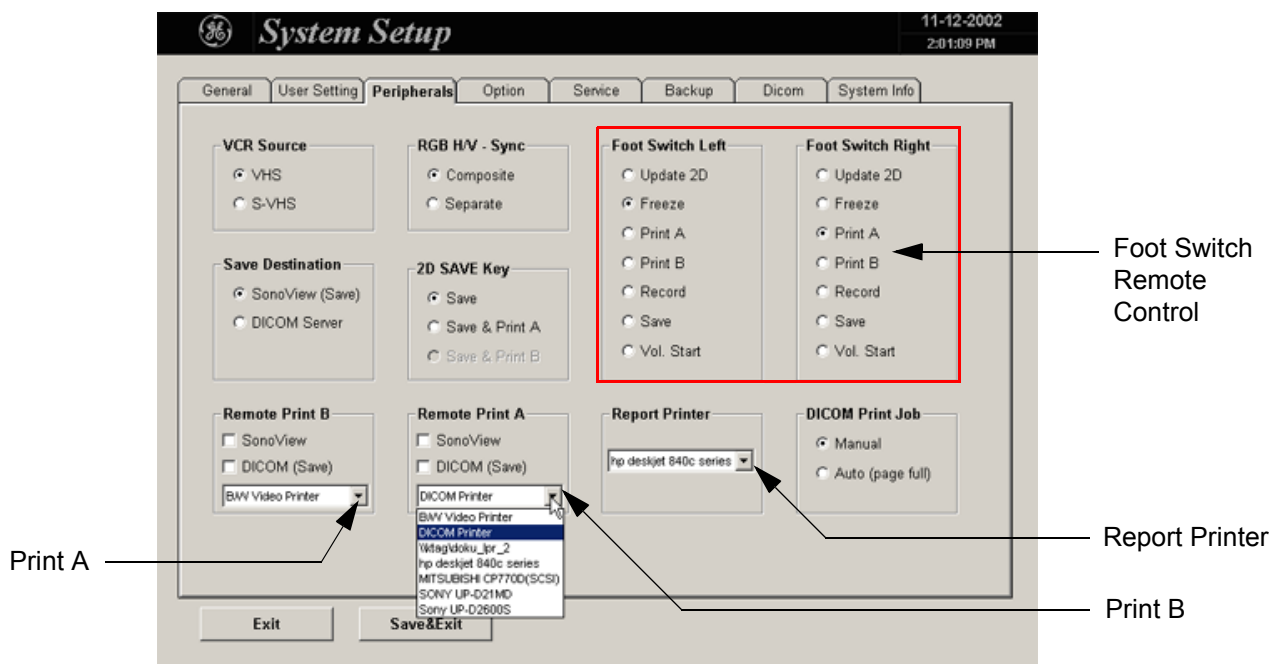 System Setup
11-12-2002
2:01:09 PM
General User Setting Peripherals Option Service Backup Dicom System Info
VCR Source
VHS
S-VHS
RGB H/V - Sync
Composite
Separate
Foot Switch Left
Update 2D
Freeze
Print A
Print B
Record
Save
Vol. Start
Foot Switch Right
Update 2D
Freeze
Print A
Print B
Record
Save
Vol. Start
Foot Switch
Remote
Control
Save Destination
SonoView (Save)
DICOM Server
2D SAVE Key
Save
Save & Print A
Save & Print B
Remote Print B
SonoView
DICOM (Save)
B/W Video Printer
Remote Print A
SonoView
DICOM (Save)
DICOM Printer
B/W Video Printer
DICOM Printer
\\ktag\doku_lpr_2
hp deskjet 840c series
MITSUBISHI CP770D(SCSI)
SONY UP-D21MD
Sony UP-D2600S
Report Printer
hp deskjet 840c series
DICOM Print Job
Manual
Auto (page full)
Print A
Report Printer
Print B
Exit
Save&Exit